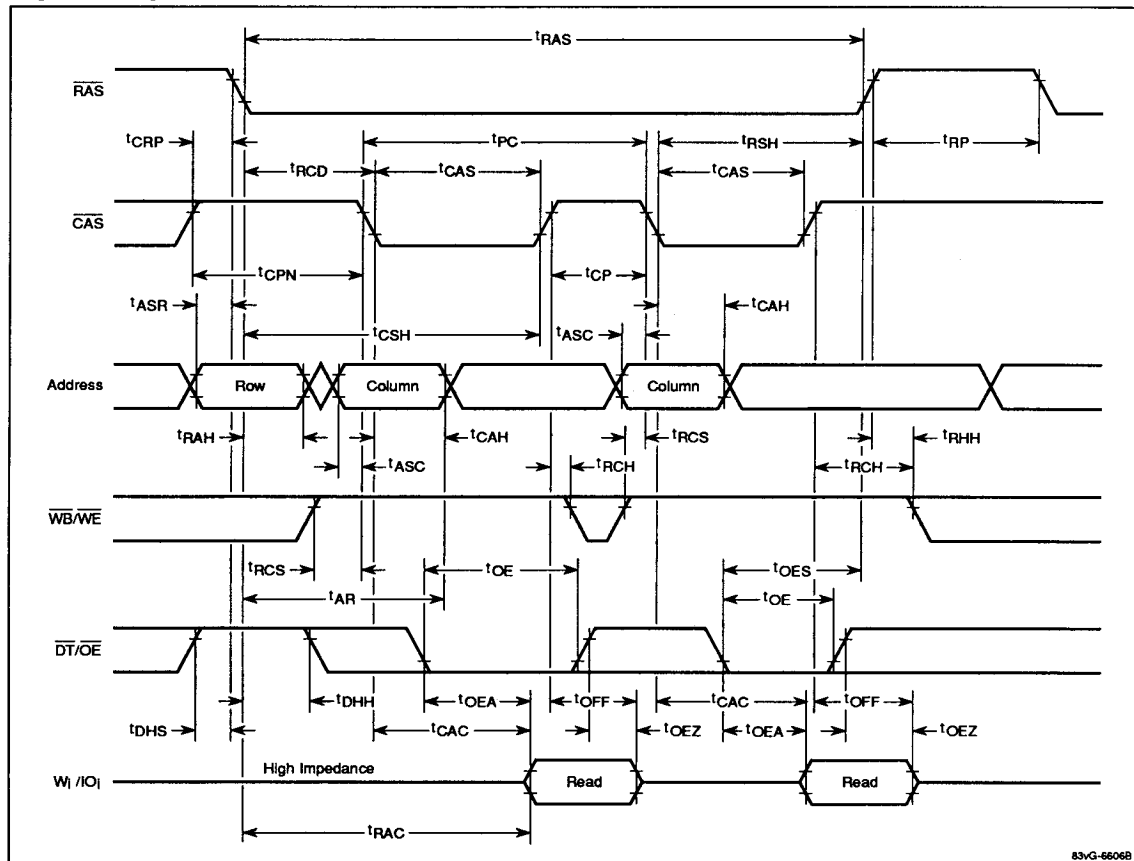 tRAS
RAS
tCRP
tPC
tRSH
tRP
tRCD
tCAS
tCAS
CAS
tCPN
tCP
tASR
tCAH
tCSH
tASC
Address
Row
Column
Column
tRAH
tCAH
tRCS
tRHH
tASC
tRCH
tRCH
WB/WE
tRCS
tOE
tOES
tAR
tOE
DT/OE
tDHH
tOEA
tOFF
tCAC
tOFF
tDHS
tCAC
tOEZ
tOEA
tOEZ
High Impedance
Wi /IOi
Read
Read
tRAC
83vG-6606B